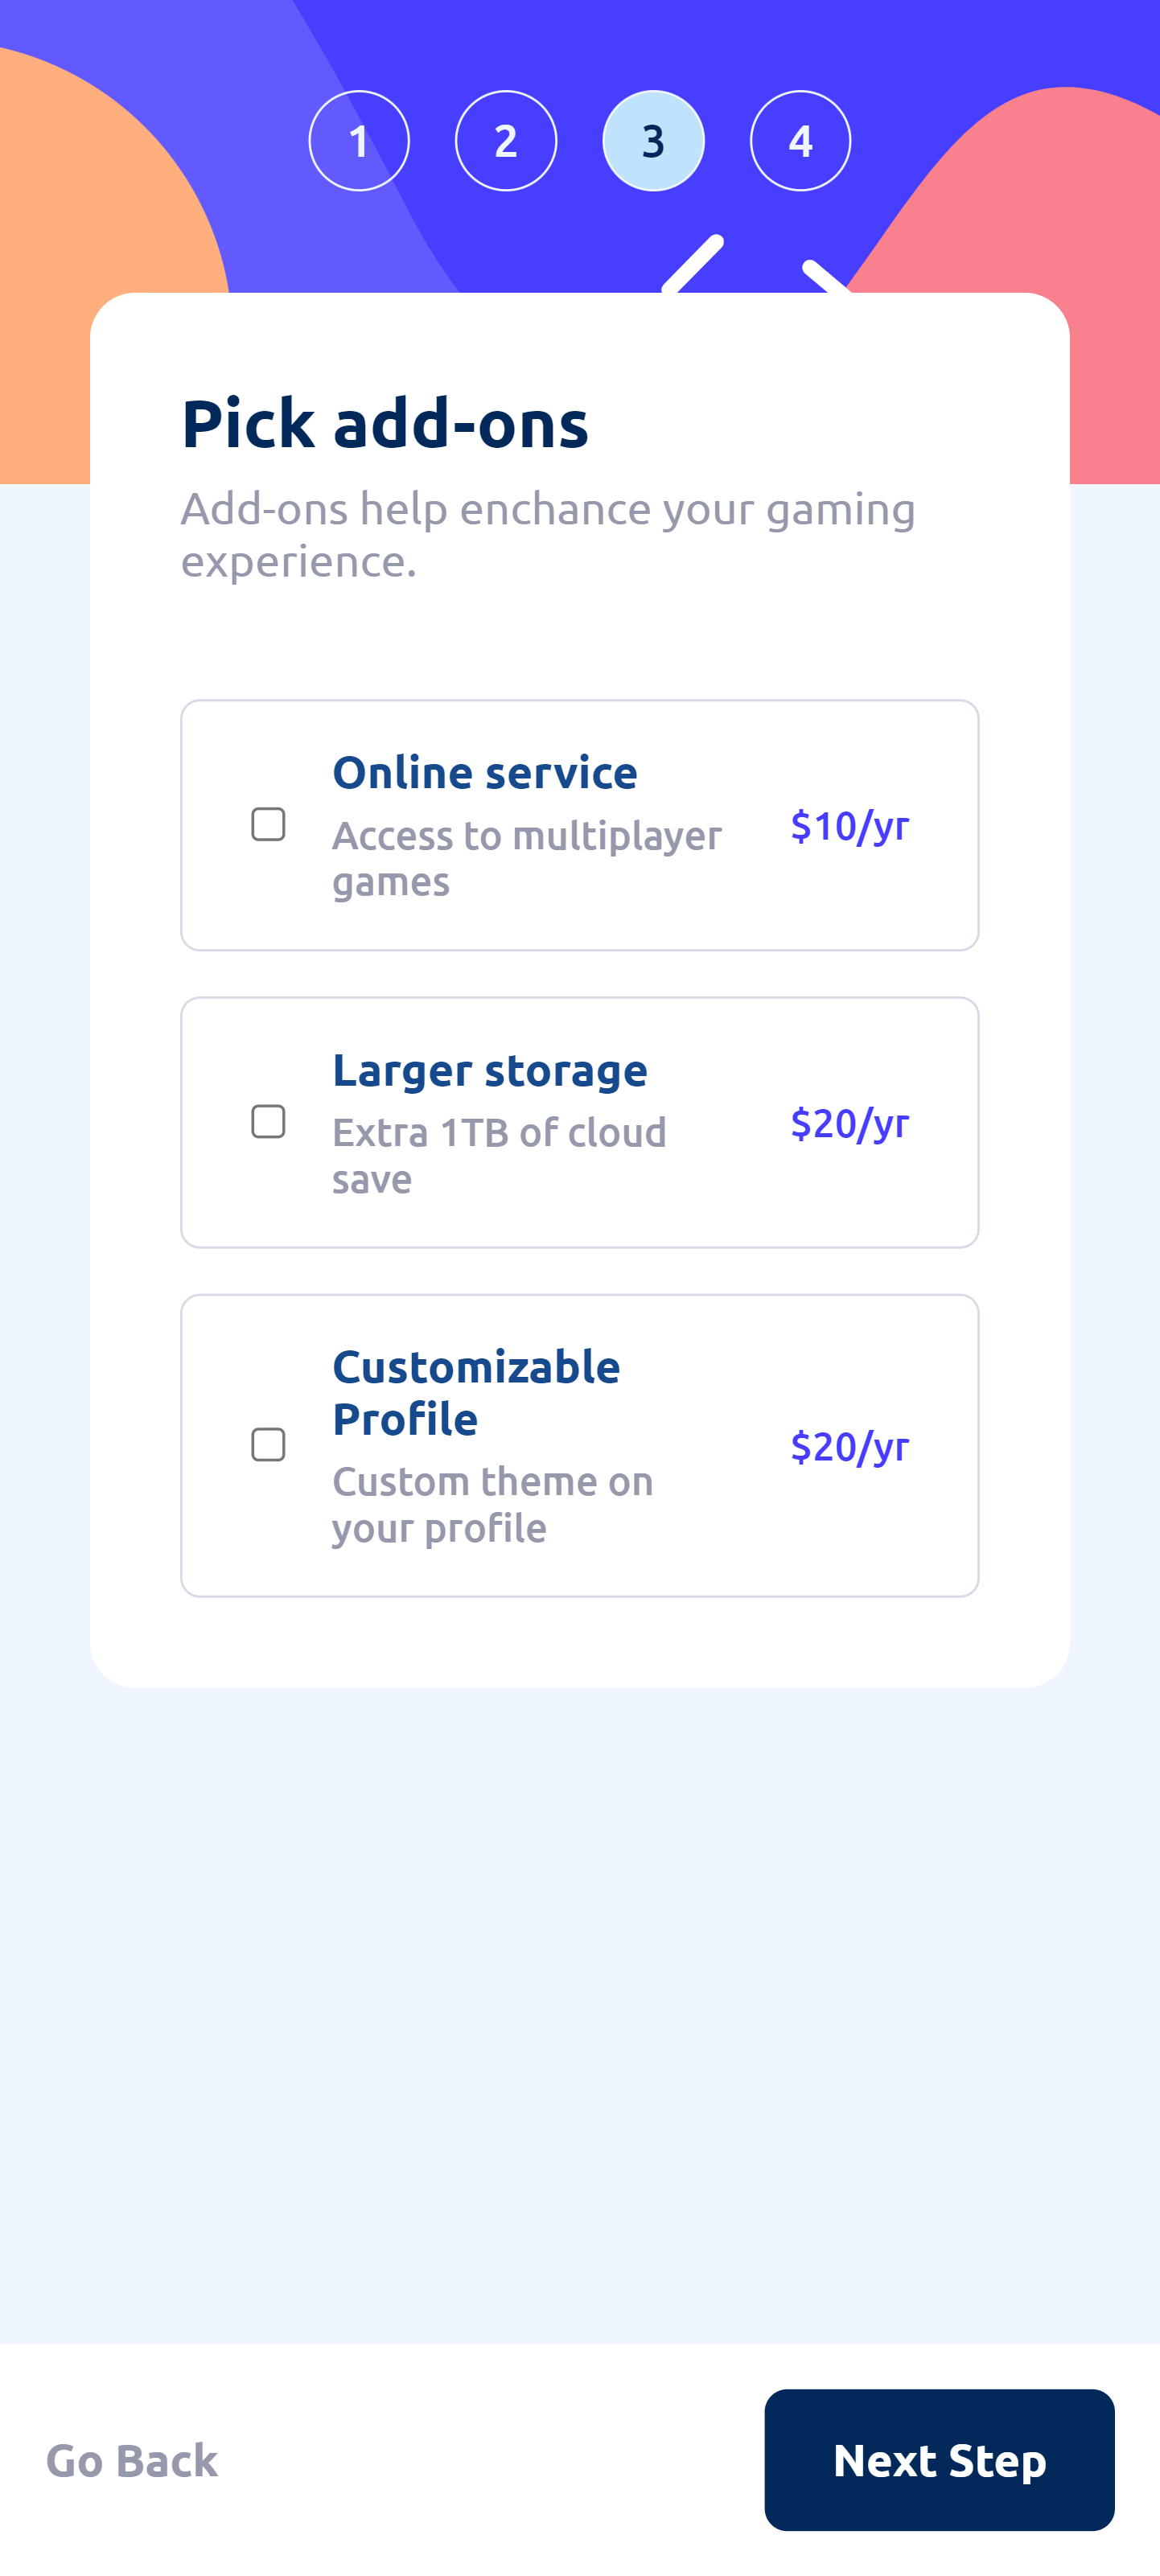 1 2 3 4
Pick add-ons
Add-ons help enchance your gaming
experience.
Online service
Access to multiplayer
games
$10/yr
Larger storage
Extra 1TB of cloud
save
$20/yr
Customizable
Profile
Custom theme on
your profile
$20/yr
Go Back
Next Step